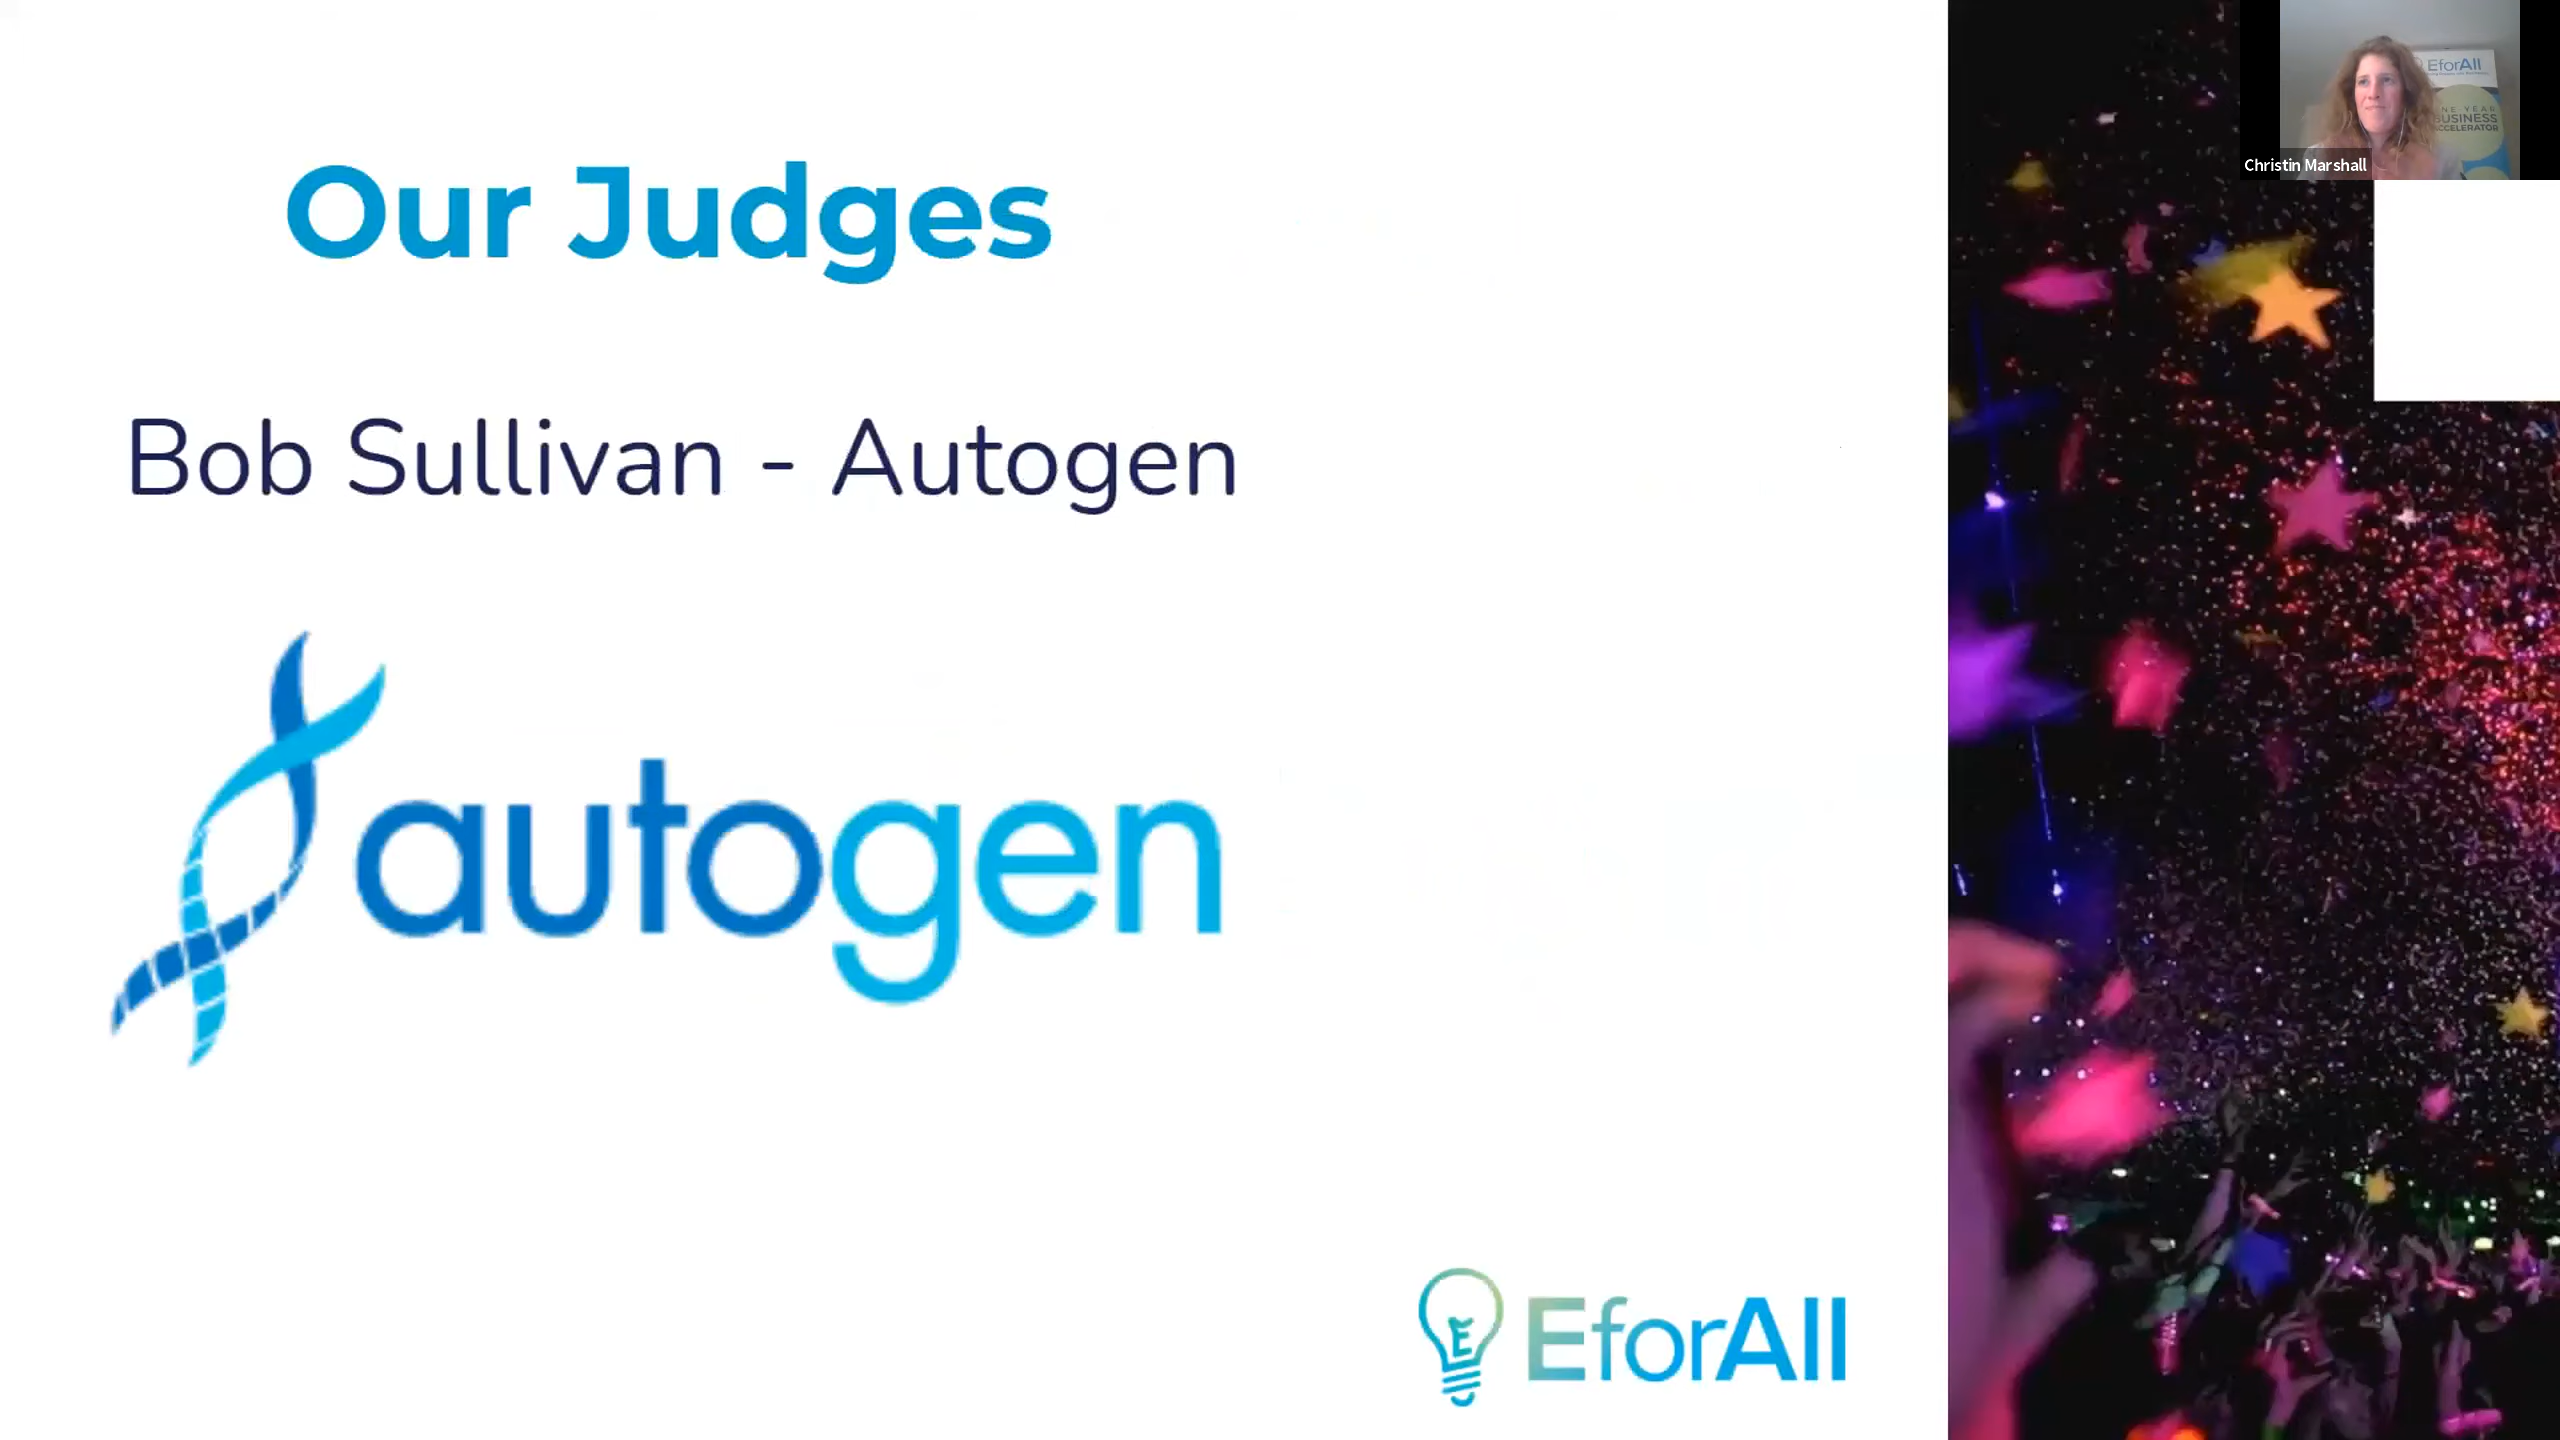 Our Judges
Bob Sullivan - Autogen
autogen
E
EforAll
EforAll
BUSINESS
Christin Marshall